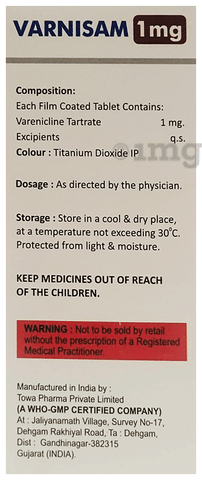 VARNISAM 1mg
Composition:
Each Film Coated Tablet Contains:
Varenicline Tartrate 1 mg.
Excipients q.s.
Colour : Titanium Dioxide IP
Dosage : As directed by the physician.
Storage : Store in a cool & dry place,
at a temperature not exceeding 30°C.
Protected from light & moisture.
KEEP MEDICINES OUT OF REACH
OF THE CHILDREN.
WARNING : Not to be sold by retail
without the prescription of a Registered
Medical Practitioner.
Manufactured in India by :
Towa Pharma Private Limited
(A WHO-GMP CERTIFIED COMPANY)
At : Jaliyanamath Village, Survey No-17,
Dehgam Rakhiyal Road, Ta : Dehgam,
Dist : Gandhinagar-382315
Gujarat (INDIA).